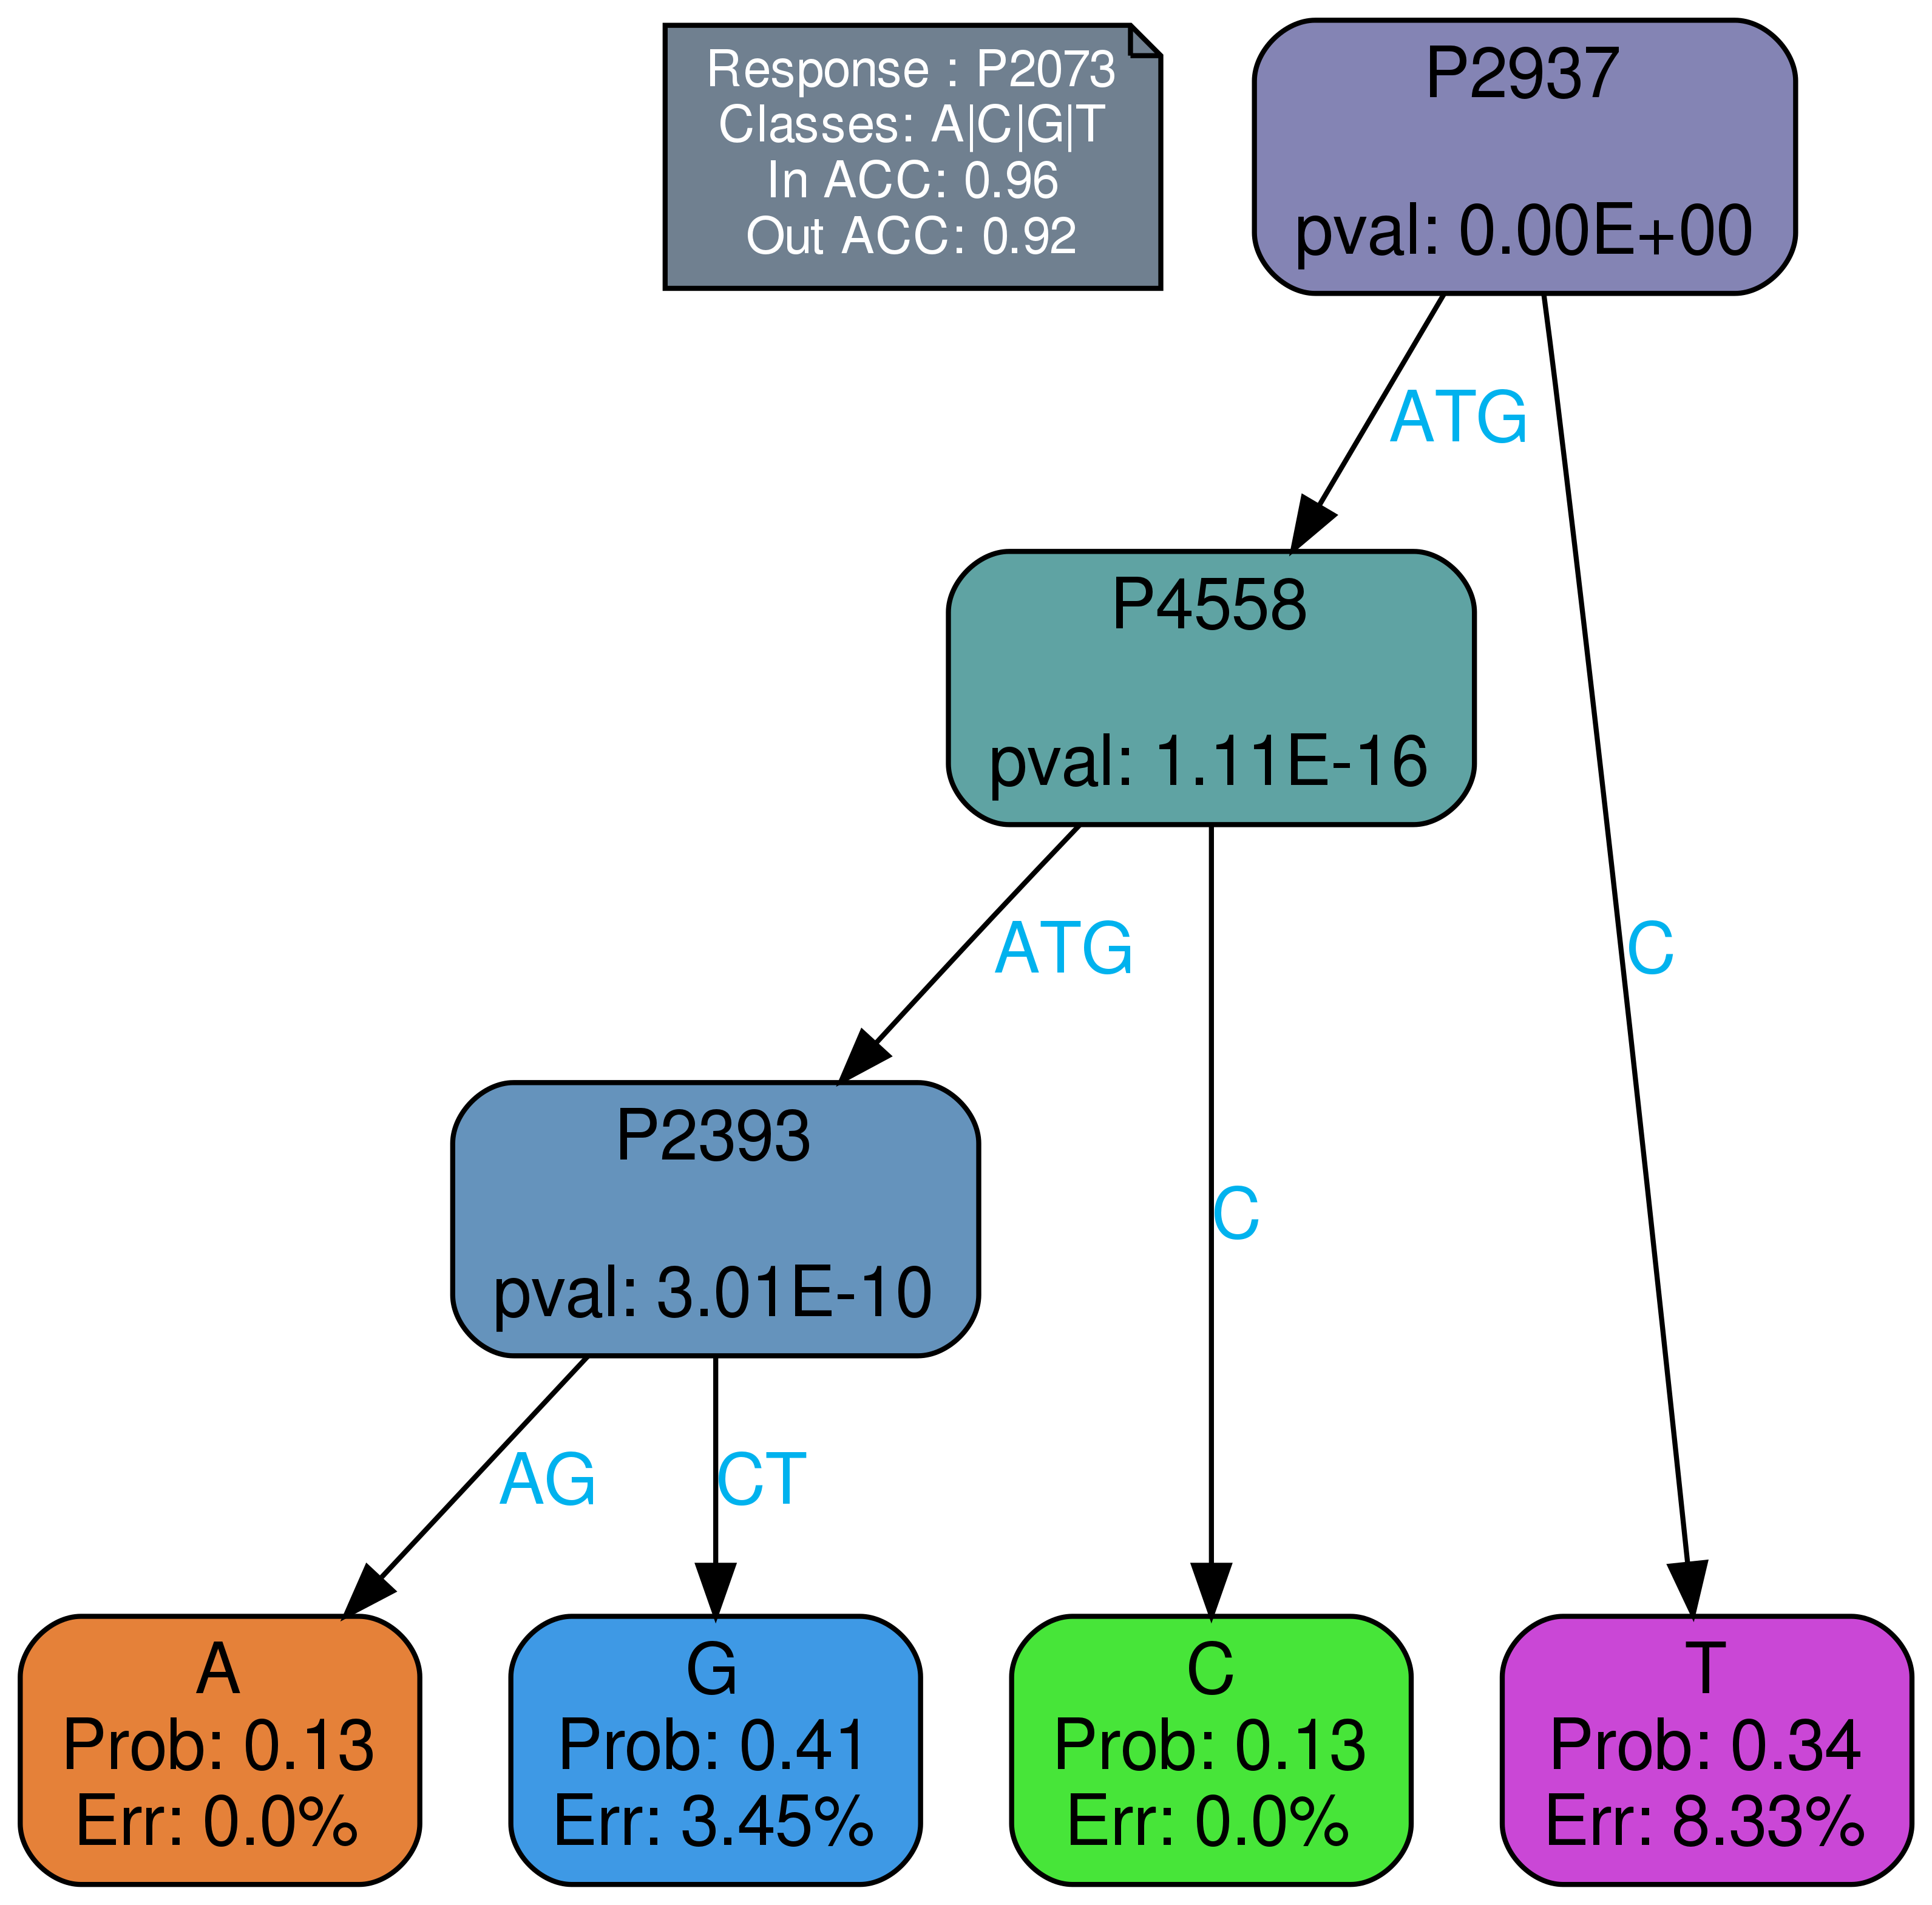 Response : P2073
Classes: A|C|G|T
In ACC: 0.96
Out ACC: 0.92
P2937
pval: 0.00E+00
ATG
P4558
pval: 1.11E-16
ATG
C
P2393
pval: 3.01E-10
C
AG
CT
A
Prob: 0.13
Err: 0.0%
G
Prob: 0.41
Err: 3.45%
C
Prob: 0.13
Err: 0.0%
T
Prob: 0.34
Err: 8.33%